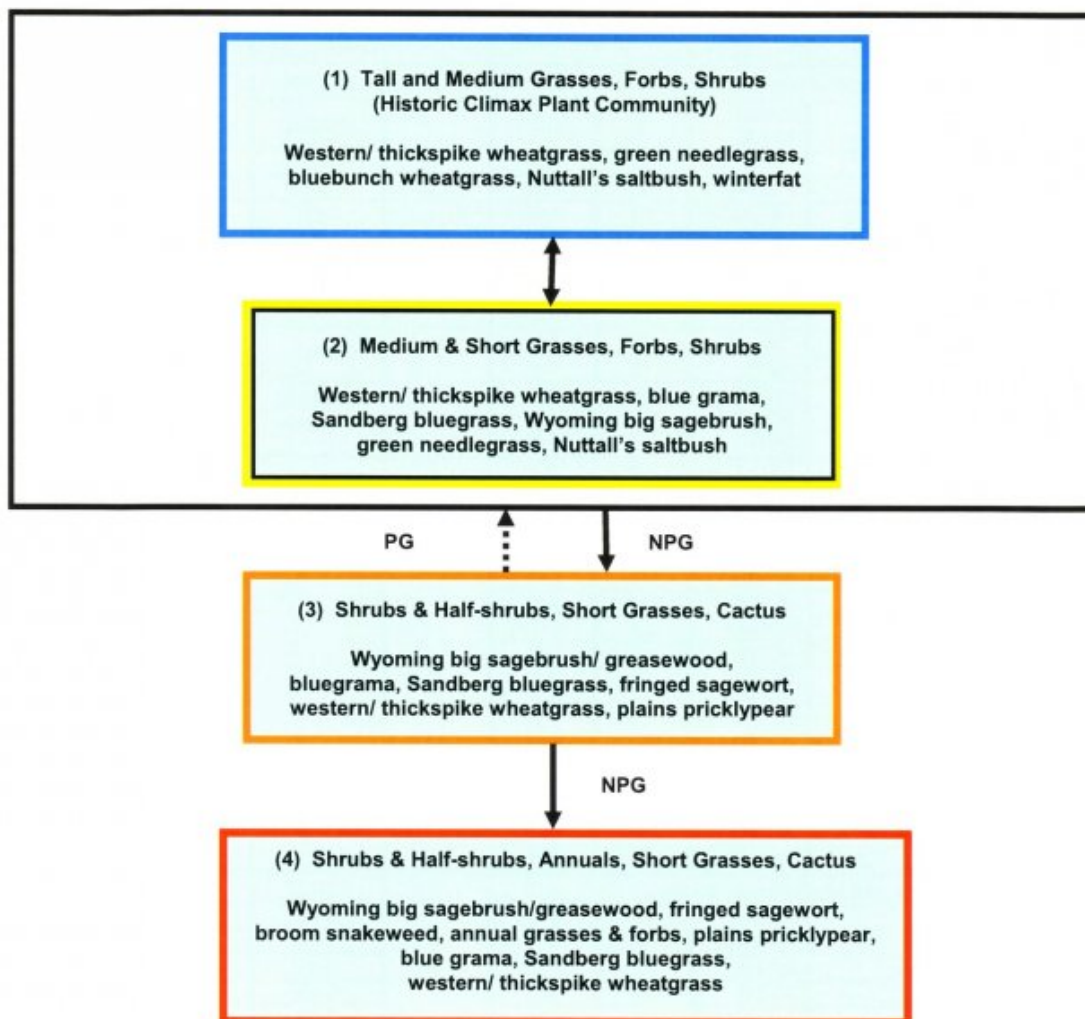 (1) Tall and Medium Grasses, Forbs, Shrubs
(Historic Climax Plant Community)
Western/ thickspike wheatgrass, green needlegrass,
bluebunch wheatgrass, Nuttall's saltbush, winterfat
(2) Medium & Short Grasses, Forbs, Shrubs
Western/ thickspike wheatgrass, blue grama,
Sandberg bluegrass, Wyoming big sagebrush,
green needlegrass, Nuttall's saltbush
PG
NPG
(3) Shrubs & Half-shrubs, Short Grasses, Cactus
Wyoming big sagebrush/ greasewood,
bluegrama, Sandberg bluegrass, fringed sagewort,
western/ thickspike wheatgrass, plains pricklypear
NPG
(4) Shrubs & Half-shrubs, Annuals, Short Grasses, Cactus
Wyoming big sagebrush/greasewood, fringed sagewort,
broom snakeweed, annual grasses & forbs, plains pricklypear,
blue grama, Sandberg bluegrass,
western/ thickspike wheatgrass